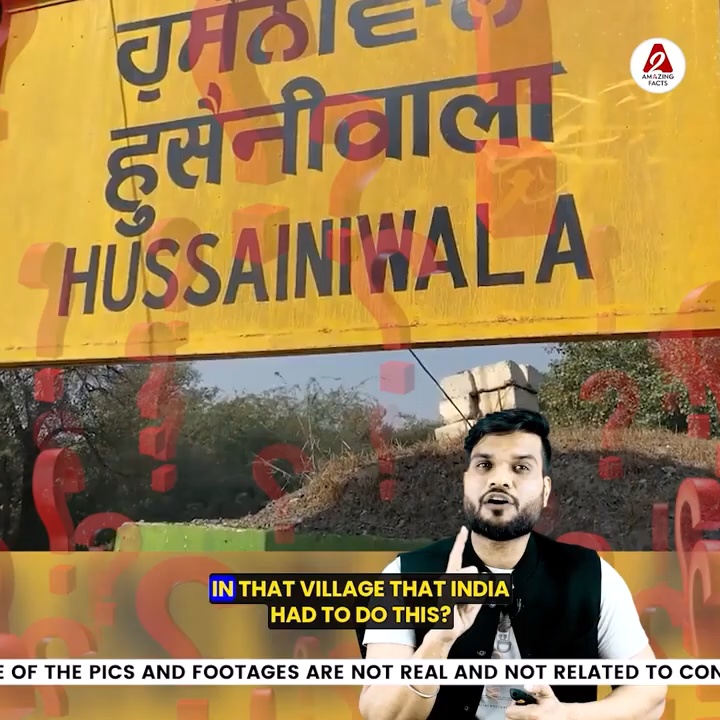 ਹੁਸੈਨੀਵਾਲਾ
हुसैनीवाला
HUSSAINIWALA
A2
AMAZING
FACTS
IN THAT VILLAGE THAT INDIA
HAD TO DO THIS?
E OF THE PICS AND FOOTAGES ARE NOT REAL AND NOT RELATED TO CON